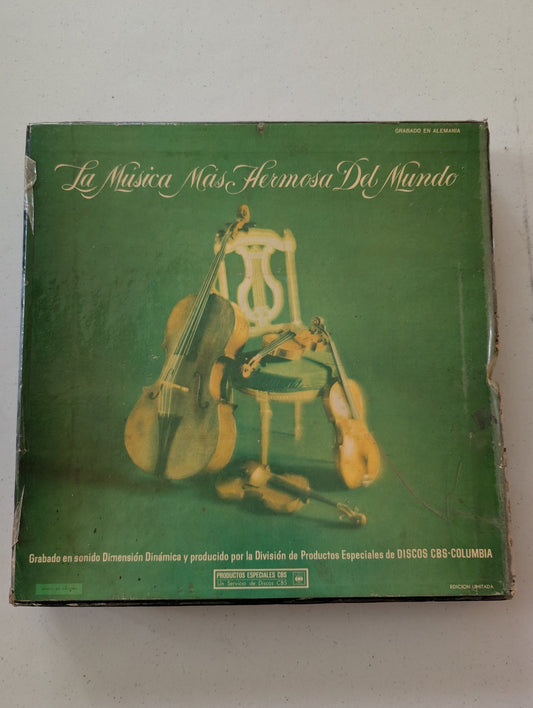 GRABADO EN ALEMANIA
La Música Más Hermosa Del Mundo
Grabado en sonido Dimensión Dinámica y producido por la División de Productos Especiales de DISCOS CBS-COLUMBIA
PRODUCTOS ESPECIALES CBS
Un Servicio de Discos CBS
EDICION LIMITADA